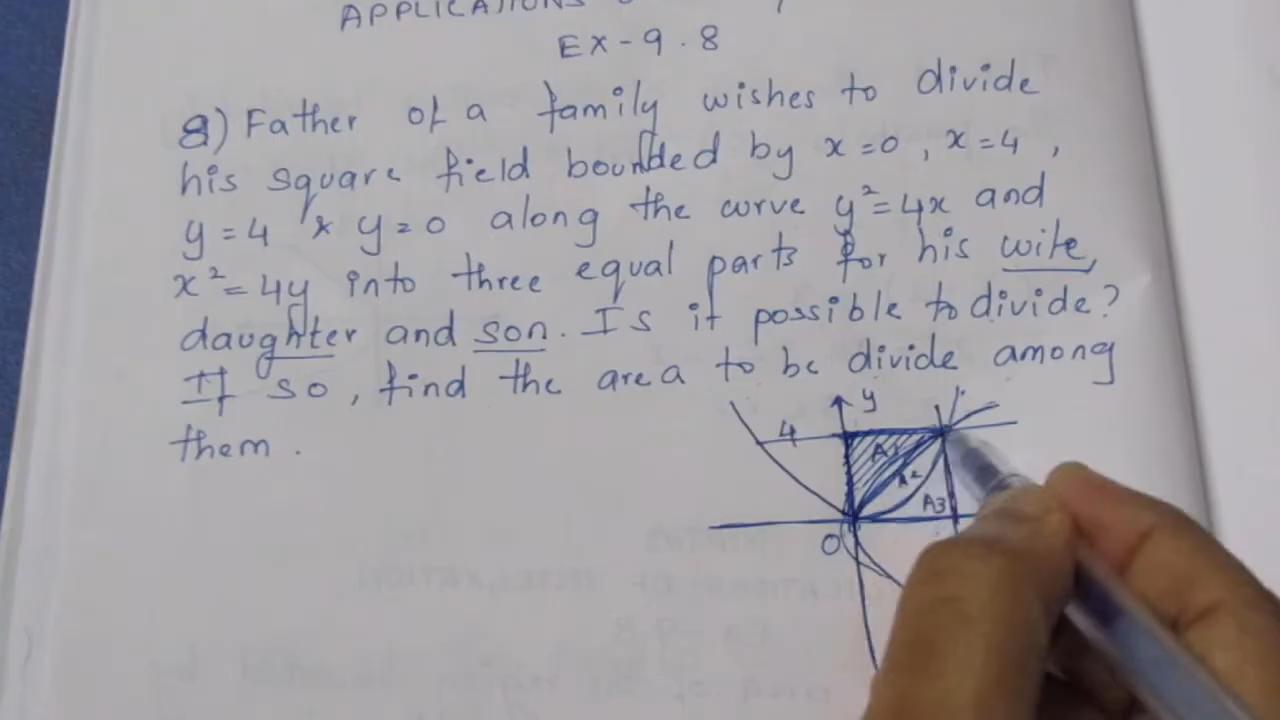 APPLICATIONS
EX-9.8
8) Father of a family wishes to divide
his square field bounded by x=0, x=4,
y=4 & y=0 along the curve y²=4x and
x²=4y into three equal parts for his wife,
daughter and son. Is it possible to divide?
If so, find the area to be divide among
them.
y
4
A1
A2
A3
O